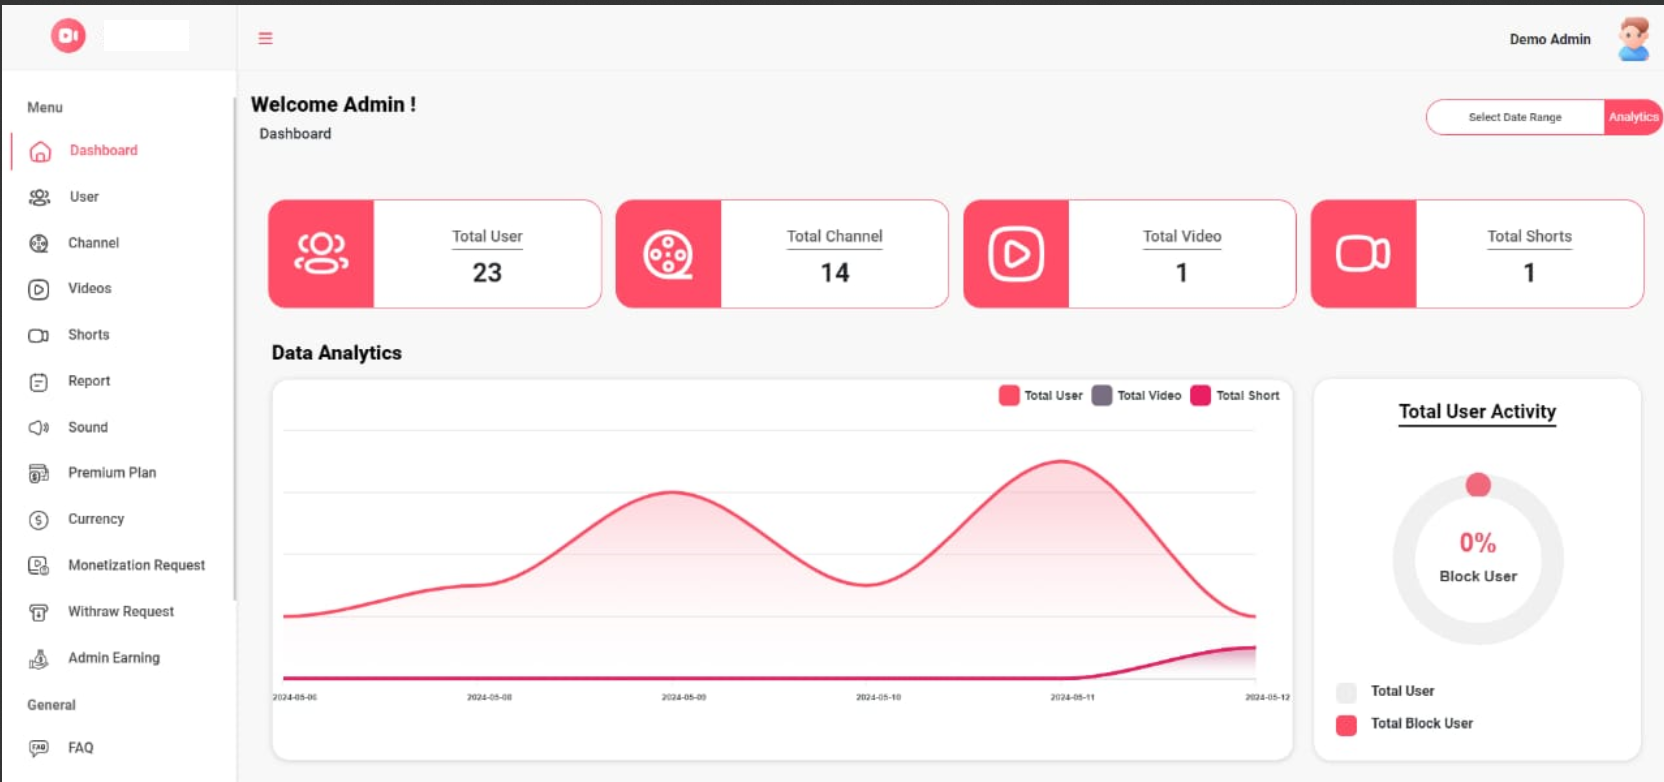 Demo Admin
Menu
Dashboard
User
Channel
Videos
Shorts
Report
Sound
Premium Plan
Currency
Monetization Request
Withraw Request
Admin Earning
General
FAQ
FAQ
Welcome Admin !
Dashboard
Select Date Range
Analytics
Total User
23
Total Channel
14
Total Video
1
Total Shorts
1
Data Analytics
Total User Total Video Total Short
2024-05-06 2024-05-08 2024-05-09 2024-05-10 2024-05-11 2024-05-12
Total User Activity
0%
Block User
Total User
Total Block User